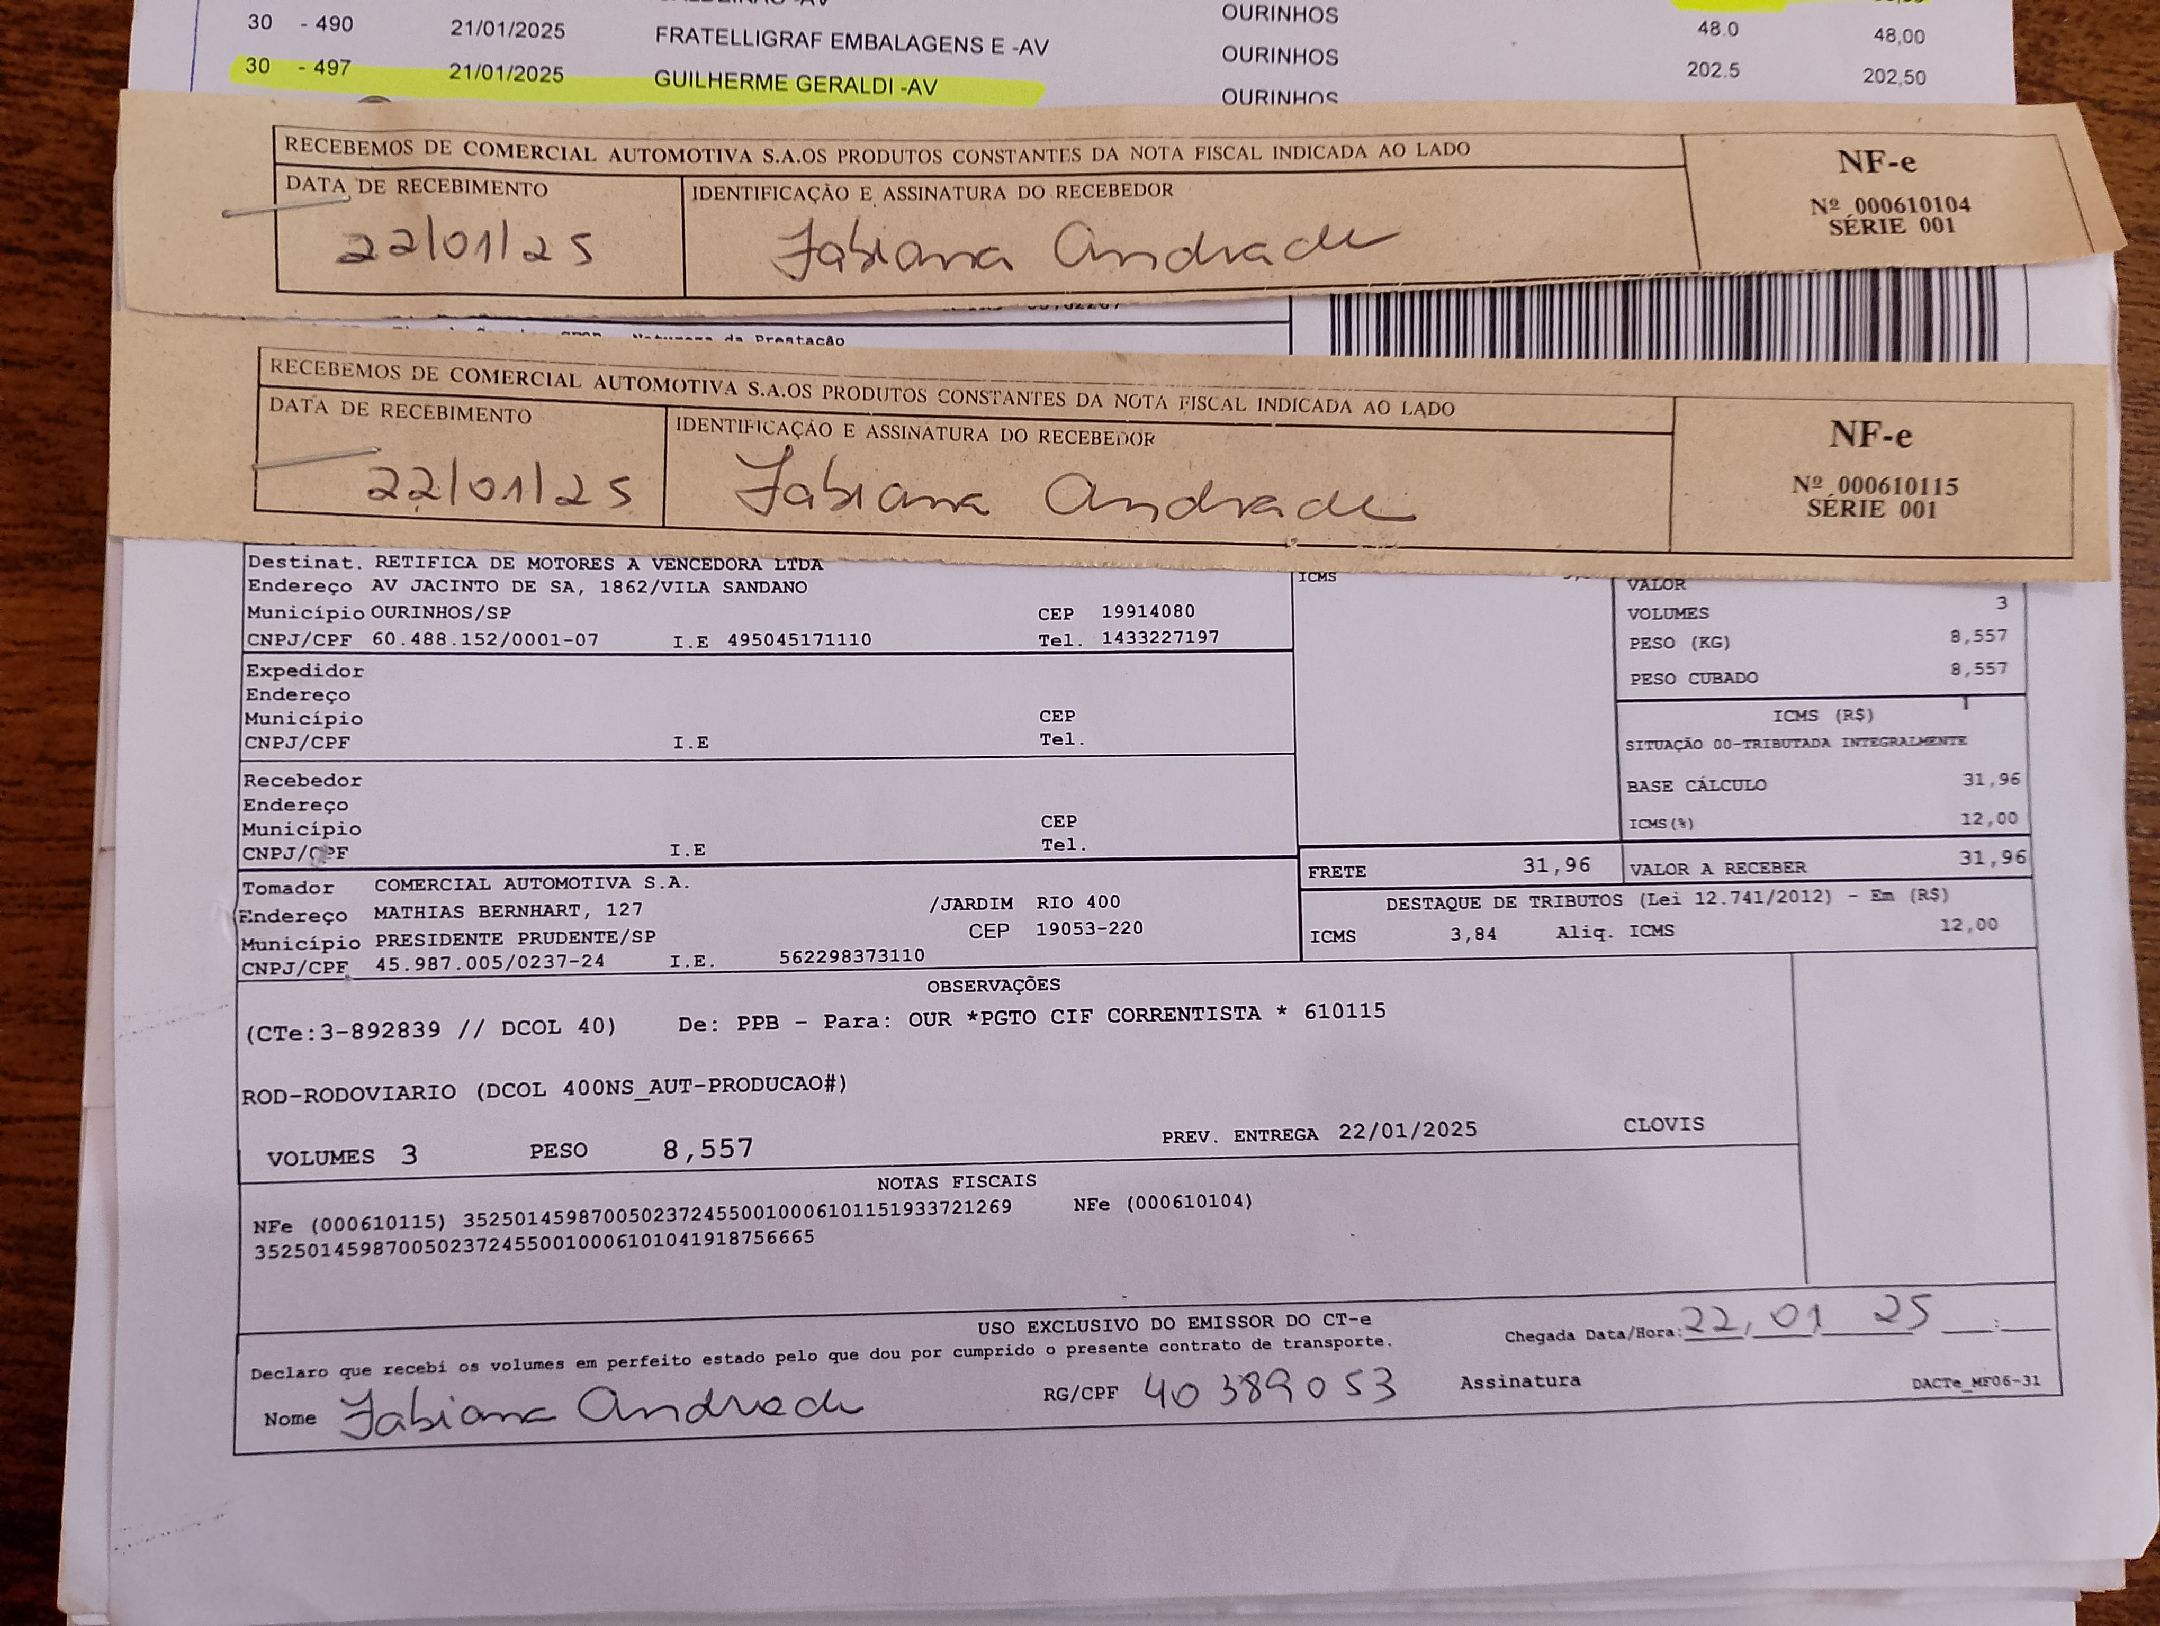 30 - 490 21/01/2025 FRATELLIGRAF EMBALAGENS E -AV OURINHOS 48.0 48,00
30 - 497 21/01/2025 GUILHERME GERALDI -AV OURINHOS 202.5 202,50
OURINHOS
RECEBEMOS DE COMERCIAL AUTOMOTIVA S.A.OS PRODUTOS CONSTANTES DA NOTA FISCAL INDICADA AO LADO
NF-e
Nº 000610104
SÉRIE 001
DATA DE RECEBIMENTO IDENTIFICAÇÃO E ASSINATURA DO RECEBEDOR
22/01/25 Fabiana Andrade
da Prestação
RECEBEMOS DE COMERCIAL AUTOMOTIVA S.A.OS PRODUTOS CONSTANTES DA NOTA FISCAL INDICADA AO LADO
NF-e
Nº 000610115
SÉRIE 001
DATA DE RECEBIMENTO IDENTIFICAÇÃO E ASSINATURA DO RECEBEDOR
22/01/25 Fabiana Andrade
Destinat. RETIFICA DE MOTORES A VENCEDORA LTDA
Endereço AV JACINTO DE SA, 1862/VILA SANDANO
Município OURINHOS/SP CEP 19914080
CNPJ/CPF 60.488.152/0001-07 I.E 495045171110 Tel. 1433227197
Expedidor
Endereço
Município CEP
CNPJ/CPF I.E Tel.
Recebedor
Endereço
Município CEP
CNPJ/CPF I.E Tel.
Tomador COMERCIAL AUTOMOTIVA S.A.
Endereço MATHIAS BERNHART, 127 /JARDIM RIO 400
Município PRESIDENTE PRUDENTE/SP CEP 19053-220
CNPJ/CPF 45.987.005/0237-24 I.E. 562298373110
ICMS
VALOR
VOLUMES 3
PESO (KG) 8,557
PESO CUBADO 8,557
ICMS (R$)
SITUAÇÃO 00-TRIBUTADA INTEGRALMENTE
BASE CÁLCULO 31,96
ICMS(%) 12,00
FRETE 31,96 VALOR A RECEBER 31,96
DESTAQUE DE TRIBUTOS (Lei 12.741/2012) - Em (R$)
ICMS 3,84 Aliq. ICMS 12,00
OBSERVAÇÕES
(CTe:3-892839 // DCOL 40) De: PPB - Para: OUR *PGTO CIF CORRENTISTA * 610115
ROD-RODOVIARIO (DCOL 400NS_AUT-PRODUCAO#)
VOLUMES 3 PESO 8,557 PREV. ENTREGA 22/01/2025 CLOVIS
NOTAS FISCAIS
NFe (000610115) 35250145987005023724550010006101151933721269 NFe (000610104)
35250145987005023724550010006101041918756665
USO EXCLUSIVO DO EMISSOR DO CT-e
Declaro que recebi os volumes em perfeito estado pelo que dou por cumprido o presente contrato de transporte.
Chegada Data/Hora: 22, 01 25 :
Nome Fabiana Andrade RG/CPF 40389053 Assinatura DACTe_MF06-31